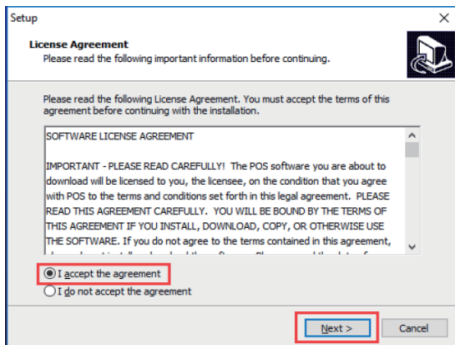 Setup
License Agreement
Please read the following important information before continuing.
Please read the following License Agreement. You must accept the terms of this
agreement before continuing with the installation.
SOFTWARE LICENSE AGREEMENT
IMPORTANT - PLEASE READ CAREFULLY! The POS software you are about to
download will be licensed to you, the licensee, on the condition that you agree
with POS to the terms and conditions set forth in this legal agreement. PLEASE
READ THIS AGREEMENT CAREFULLY. YOU WILL BE BOUND BY THE TERMS OF
THIS AGREEMENT IF YOU INSTALL, DOWNLOAD, COPY, OR OTHERWISE USE
THE SOFTWARE. If you do not agree to the terms contained in this agreement,
I accept the agreement
I do not accept the agreement
Next >
Cancel